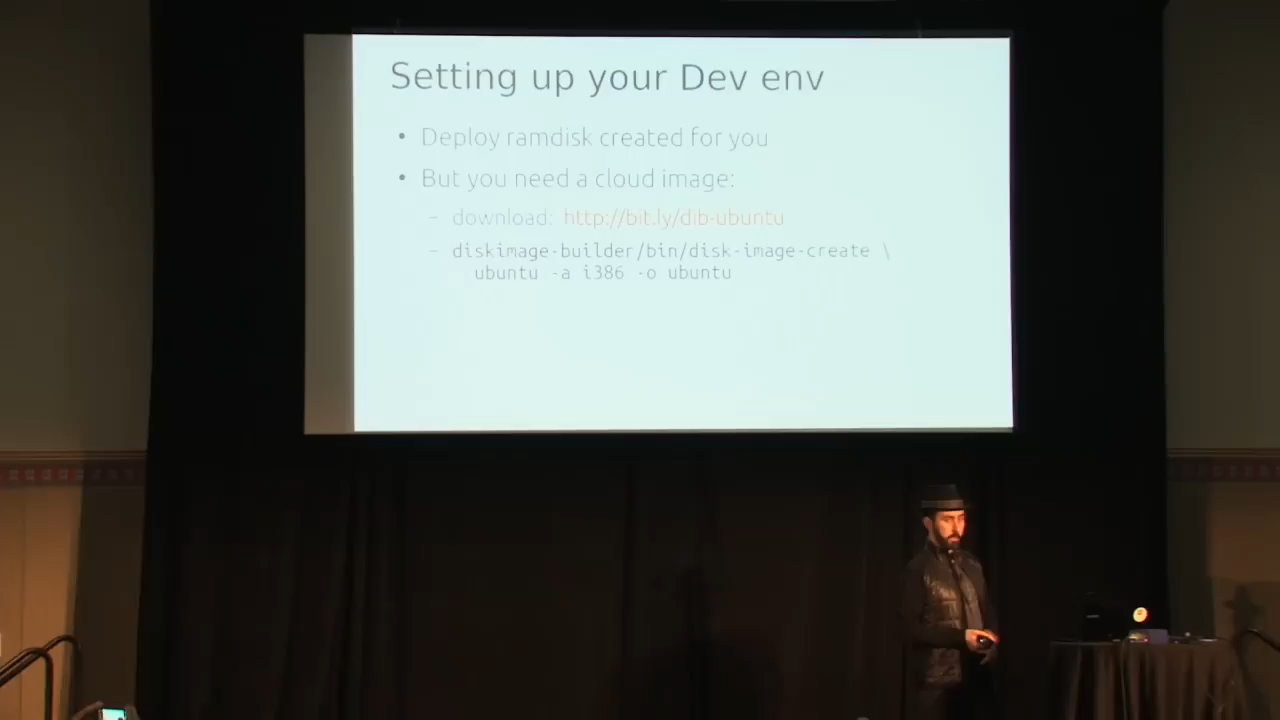 Setting up your Dev env
• Deploy ramdisk created for you
• But you need a cloud image:
– download: http://bit.ly/dib-ubuntu
– diskimage-builder/bin/disk-image-create \
ubuntu -a i386 -o ubuntu